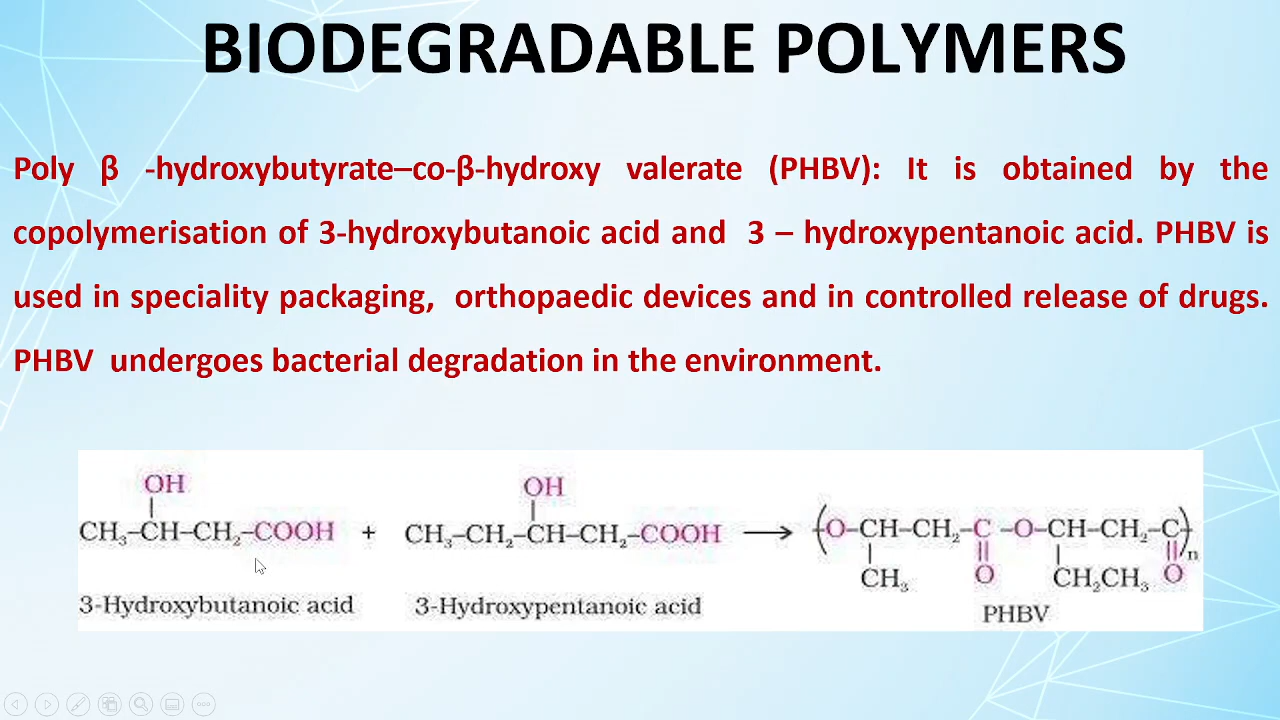 BIODEGRADABLE POLYMERS
Poly β -hydroxybutyrate–co-β-hydroxy valerate (PHBV): It is obtained by the
copolymerisation of 3-hydroxybutanoic acid and 3 – hydroxypentanoic acid. PHBV is
used in speciality packaging, orthopaedic devices and in controlled release of drugs.
PHBV undergoes bacterial degradation in the environment.
OH OH
CH₃–CH–CH₂–COOH + CH₃–CH₂–CH–CH₂–COOH ⟶ (O–CH–CH₂–C–O–CH–CH₂–C)n
CH₃ O CH₂CH₃ O
3-Hydroxybutanoic acid 3-Hydroxypentanoic acid PHBV